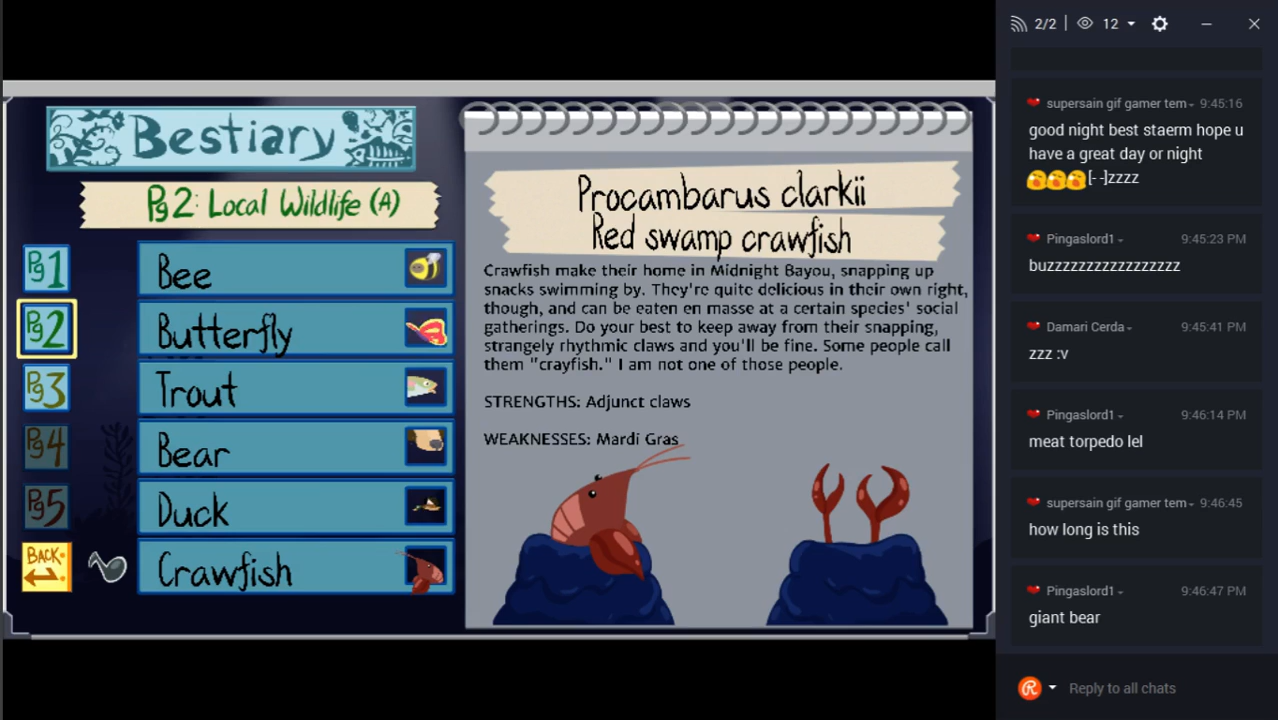 Bestiary
Pg 2: Local Wildlife (A)
Pg1
Pg2
Pg3
Pg4
Pg5
BACK
Bee
Butterfly
Trout
Bear
Duck
Crawfish
Procambarus clarkii
Red swamp crawfish
Crawfish make their home in Midnight Bayou, snapping up
snacks swimming by. They're quite delicious in their own right,
though, and can be eaten en masse at a certain species' social
gatherings. Do your best to keep away from their snapping,
strangely rhythmic claws and you'll be fine. Some people call
them "crayfish." I am not one of those people.
STRENGTHS: Adjunct claws
WEAKNESSES: Mardi Gras
2/2 12
supersain gif gamer tem 9:45:16
good night best staerm hope u
have a great day or night
[- -]zzzz
Pingaslord1 9:45:23 PM
buzzzzzzzzzzzzzzzzz
Damari Cerda 9:45:41 PM
zzz :v
Pingaslord1 9:46:14 PM
meat torpedo lel
supersain gif gamer tem 9:46:45
how long is this
Pingaslord1 9:46:47 PM
giant bear
Reply to all chats